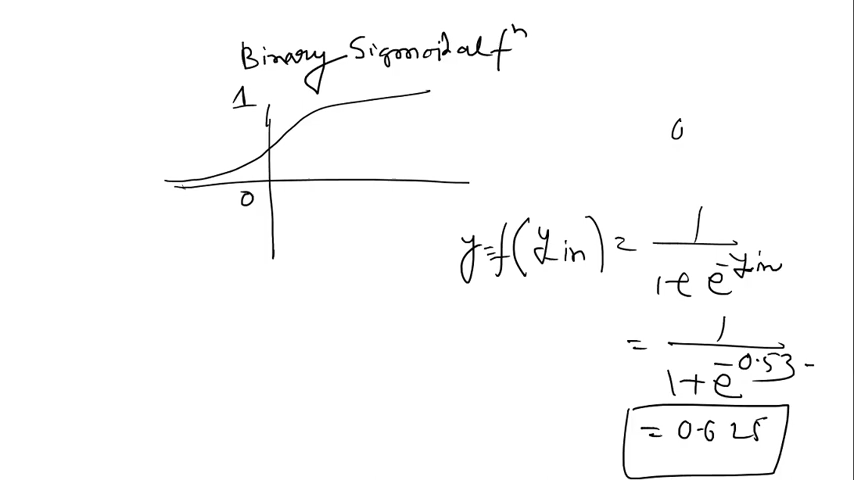 Binary Sigmoidal fⁿ
1
0
0
y=f(yin) = 1/(1+e^-yin)
= 1/(1+e^-0.53)
= 0.625